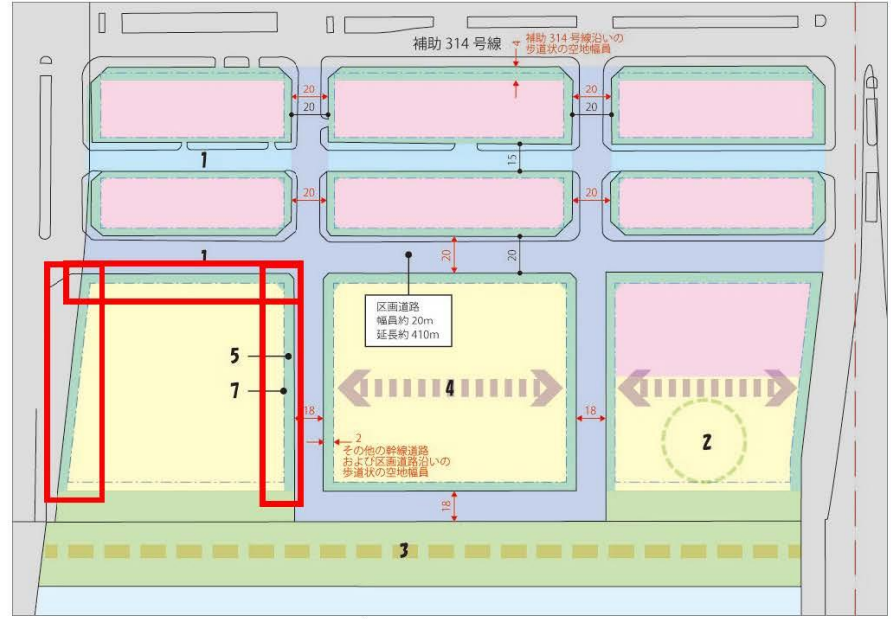 補助 314 号線
4
補助 314 号線沿いの
歩道状の空地幅員
20
20
20
20
1
15
20
20
1
20
20
区画道路
幅員約 20m
延長約 410m
5
7
4
18
18
2
その他の幹線道路
および区画道路沿いの
歩道状の空地幅員
2
18
3